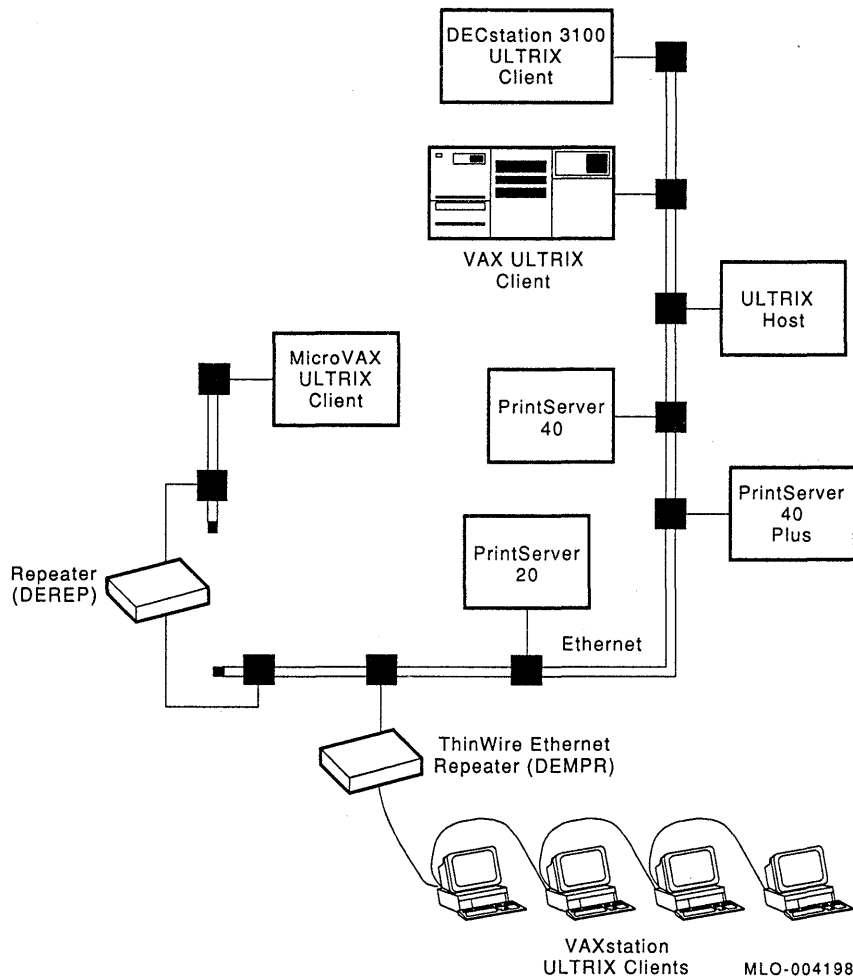 DECstation 3100
ULTRIX
Client
VAX ULTRIX
Client
ULTRIX
Host
MicroVAX
ULTRIX
Client
PrintServer
40
PrintServer
40
Plus
PrintServer
20
Repeater
(DEREP)
Ethernet
ThinWire Ethernet
Repeater (DEMPR)
VAXstation
ULTRIX Clients
MLO-004198